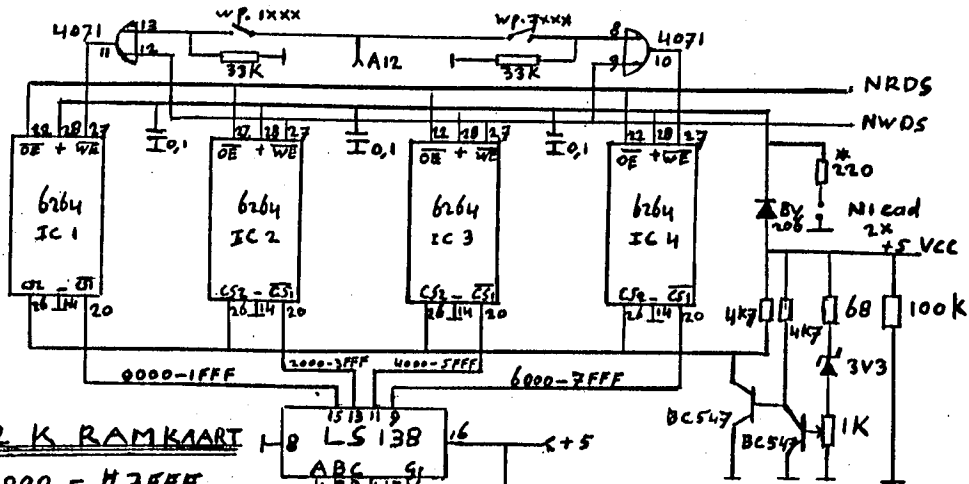 wp. 1xxx
wp. 7xxx
4071
13
12
11
33K
A12
33K
8
9
10
4071
NRDS
NWDS
22 28 27
OE + WE
6264
IC 1
CS2 - CS1
26 14 20
0,1
28 27
OE + WE
6264
IC 2
CS2 - CS1
26 14 20
0,1
22 28 27
OE + WE
6264
IC 3
CS2 - CS1
26 14 20
0,1
22 28 27
OE + WE
6264
IC 4
CS2 - CS1
26 14 20
*
220
BY
206
Nicad
2x
+5 Vcc
4K7
4K7
68
100K
3V3
1K
BC547
BC547
0000-1FFF
2000-3FFF
4000-5FFF
6000-7FFF
15 13 11 9
8 LS 138 16
+5
A B C G1
2 K RAMKAART
000 - #7FFF